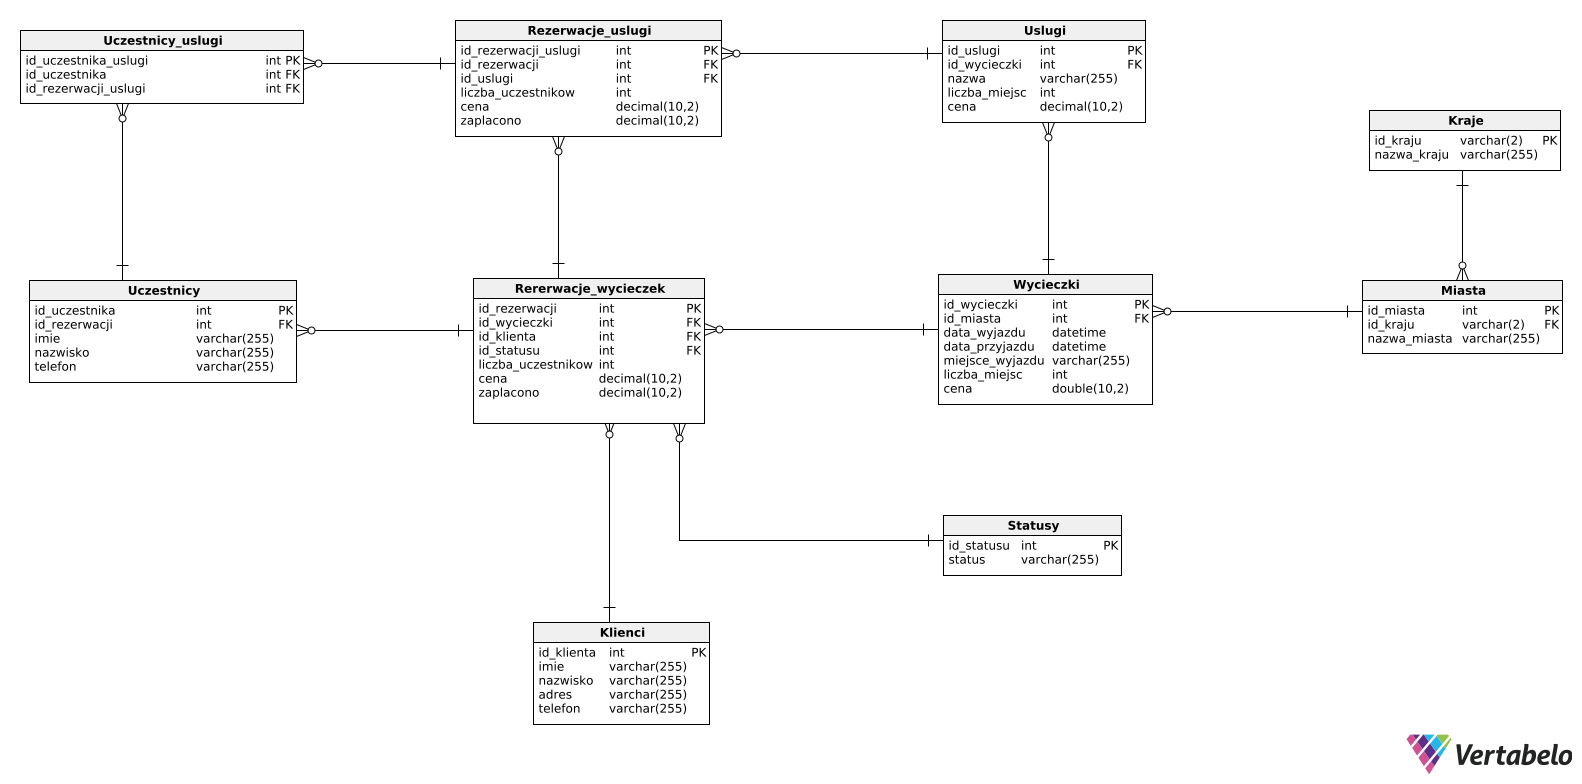 Uczestnicy_uslugi
id_uczestnika_uslugi int PK
id_uczestnika int FK
id_rezerwacji_uslugi int FK
Rezerwacje_uslugi
id_rezerwacji_uslugi int PK
id_rezerwacji int FK
id_uslugi int FK
liczba_uczestnikow int
cena decimal(10,2)
zaplacono decimal(10,2)
Uslugi
id_uslugi int PK
id_wycieczki int FK
nazwa varchar(255)
liczba_miejsc int
cena decimal(10,2)
Kraje
id_kraju varchar(2) PK
nazwa_kraju varchar(255)
Uczestnicy
id_uczestnika int PK
id_rezerwacji int FK
imie varchar(255)
nazwisko varchar(255)
telefon varchar(255)
Rererwacje_wycieczek
id_rezerwacji int PK
id_wycieczki int FK
id_klienta int FK
id_statusu int FK
liczba_uczestnikow int
cena decimal(10,2)
zaplacono decimal(10,2)
Wycieczki
id_wycieczki int PK
id_miasta int FK
data_wyjazdu datetime
data_przyjazdu datetime
miejsce_wyjazdu varchar(255)
liczba_miejsc int
cena double(10,2)
Miasta
id_miasta int PK
id_kraju varchar(2) FK
nazwa_miasta varchar(255)
Statusy
id_statusu int PK
status varchar(255)
Klienci
id_klienta int PK
imie varchar(255)
nazwisko varchar(255)
adres varchar(255)
telefon varchar(255)
Vertabelo